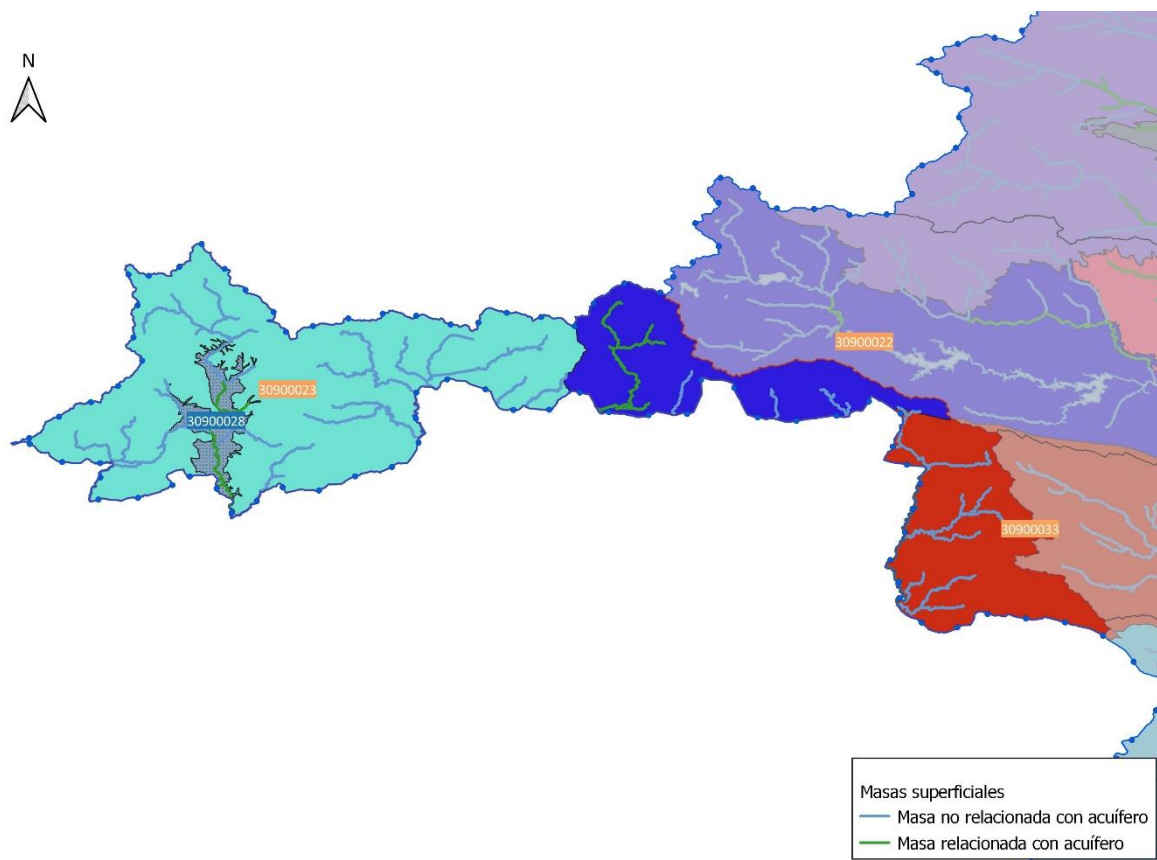 N
30900022
30900023
30900028
30900033
Masas superficiales
Masa no relacionada con acuífero
Masa relacionada con acuífero